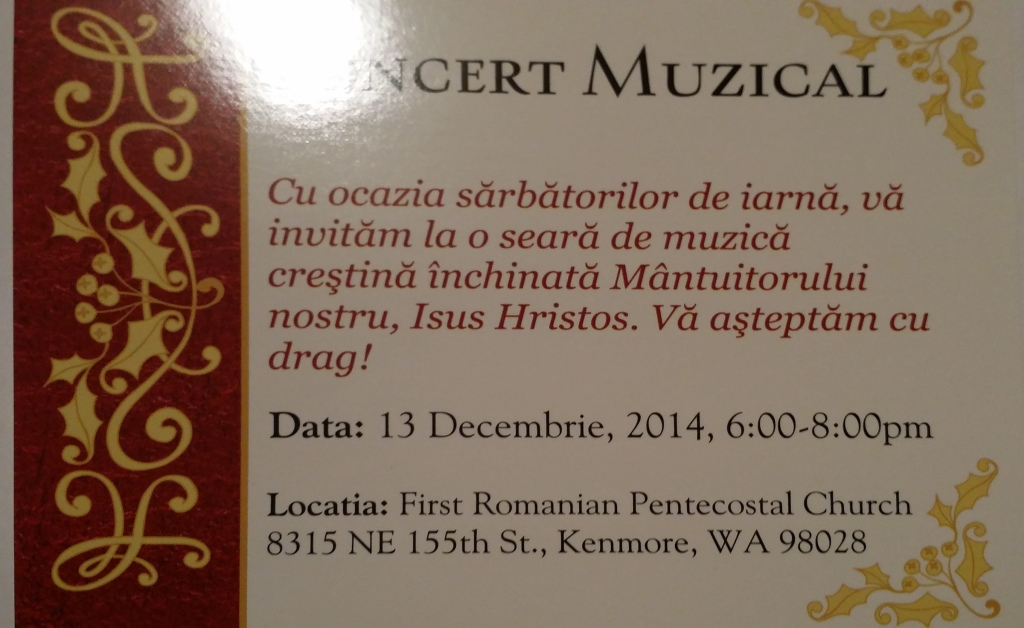 CONCERT MUZICAL
Cu ocazia sărbătorilor de iarnă, vă
invităm la o seară de muzică
creştină închinată Mântuitorului
nostru, Isus Hristos. Vă aşteptăm cu
drag!
Data: 13 Decembrie, 2014, 6:00-8:00pm
Locatia: First Romanian Pentecostal Church
8315 NE 155th St., Kenmore, WA 98028